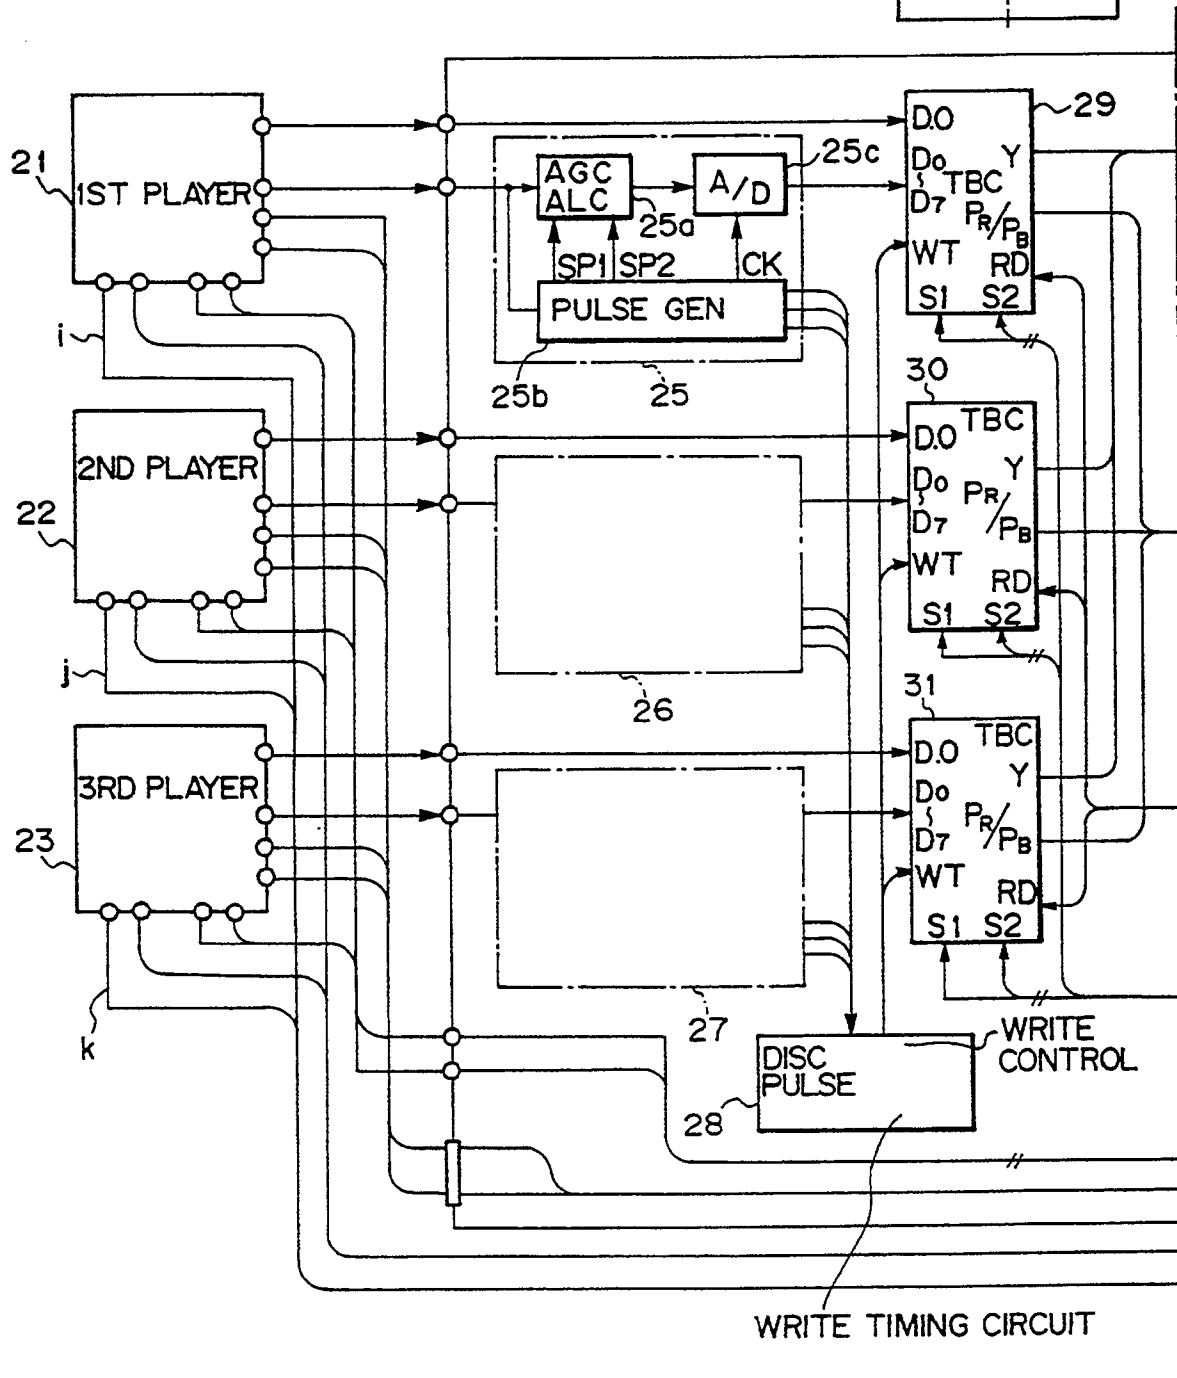 21
1ST PLAYER
i
22
2ND PLAYER
j
23
3RD PLAYER
k
AGC
ALC
25a
A/D
25c
SP1 SP2 CK
PULSE GEN
25b
25
26
27
29
D.O
D0
D7
TBC
Y
PR/PB
WT
RD
S1 S2
30
TBC
D.O
Y
D0
D7
PR/PB
WT
RD
S1 S2
31
TBC
D.O
Y
D0
D7
PR/PB
WT
RD
S1 S2
DISC
PULSE
28
WRITE
CONTROL
WRITE TIMING CIRCUIT